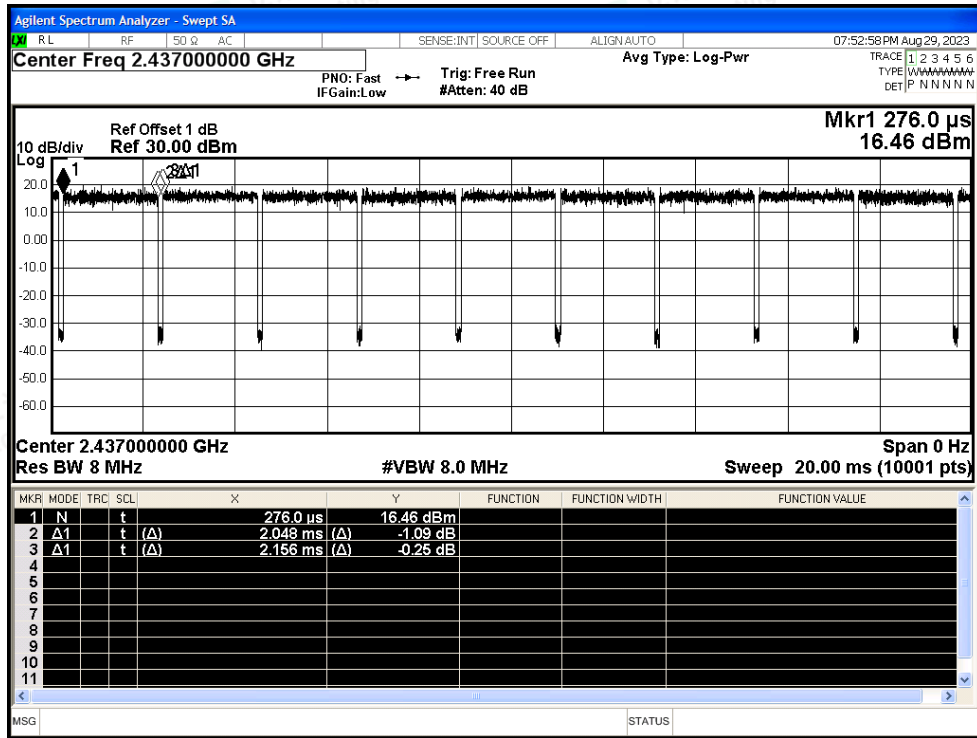 Agilent Spectrum Analyzer - Swept SA
LXI RL RF 50 Ω AC SENSE:INT SOURCE OFF ALIGN AUTO 07:52:58 PM Aug 29, 2023
Center Freq 2.437000000 GHz
PNO: Fast
IFGain:Low
Trig: Free Run
#Atten: 40 dB
Avg Type: Log-Pwr
TRACE 1 2 3 4 5 6
TYPE WWWWWW
DET P N N N N N
Ref Offset 1 dB
10 dB/div Ref 30.00 dBm
Log
Mkr1 276.0 µs
16.46 dBm
1
20.0
10.0
0.00
-10.0
-20.0
-30.0
-40.0
-50.0
-60.0
Center 2.437000000 GHz Span 0 Hz
Res BW 8 MHz #VBW 8.0 MHz Sweep 20.00 ms (10001 pts)
MKR MODE TRC SCL X Y FUNCTION FUNCTION WIDTH FUNCTION VALUE
1 N t 276.0 µs 16.46 dBm
2 Δ1 t (Δ) 2.048 ms (Δ) -1.09 dB
3 Δ1 t (Δ) 2.156 ms (Δ) -0.25 dB
4
5
6
7
8
9
10
11
MSG STATUS